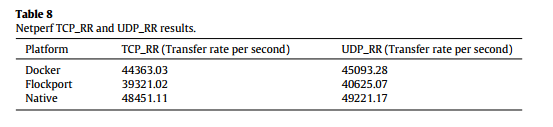 Table 8
Netperf TCP_RR and UDP_RR results.
Platform TCP_RR (Transfer rate per second) UDP_RR (Transfer rate per second)
Docker 44363.03 45093.28
Flockport 39321.02 40625.07
Native 48451.11 49221.17